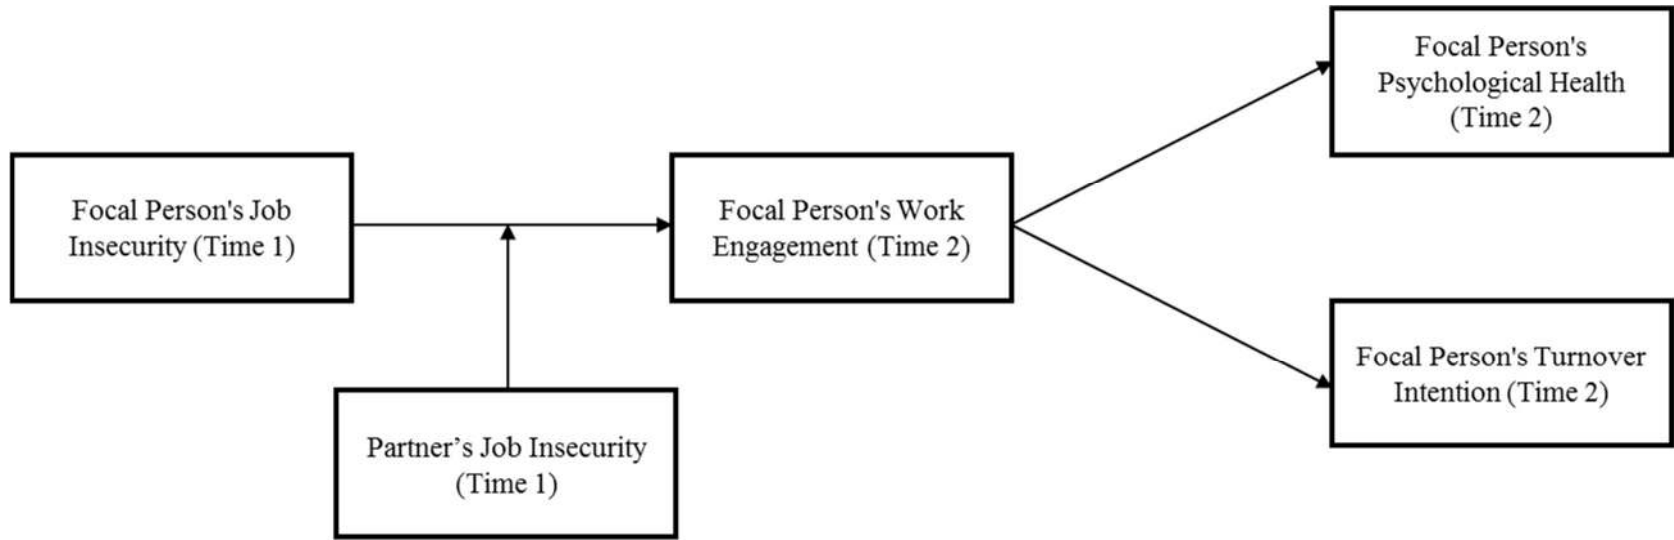 Focal Person's Job
Insecurity (Time 1)
Partner’s Job Insecurity
(Time 1)
Focal Person's Work
Engagement (Time 2)
Focal Person's
Psychological Health
(Time 2)
Focal Person's Turnover
Intention (Time 2)